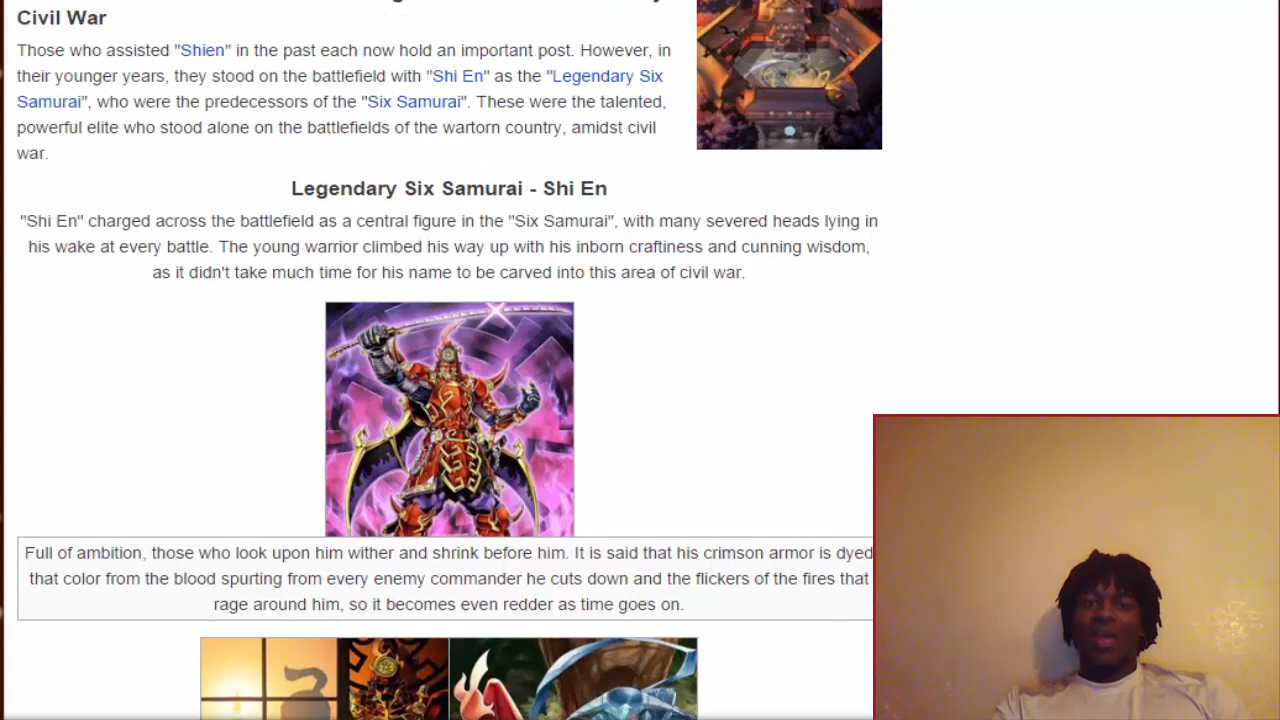 Civil War
Those who assisted "Shien" in the past each now hold an important post. However, in
their younger years, they stood on the battlefield with "Shi En" as the "Legendary Six
Samurai", who were the predecessors of the "Six Samurai". These were the talented,
powerful elite who stood alone on the battlefields of the wartorn country, amidst civil
war.
Legendary Six Samurai - Shi En
"Shi En" charged across the battlefield as a central figure in the "Six Samurai", with many severed heads lying in
his wake at every battle. The young warrior climbed his way up with his inborn craftiness and cunning wisdom,
as it didn't take much time for his name to be carved into this area of civil war.
Full of ambition, those who look upon him wither and shrink before him. It is said that his crimson armor is dyed
that color from the blood spurting from every enemy commander he cuts down and the flickers of the fires that
rage around him, so it becomes even redder as time goes on.